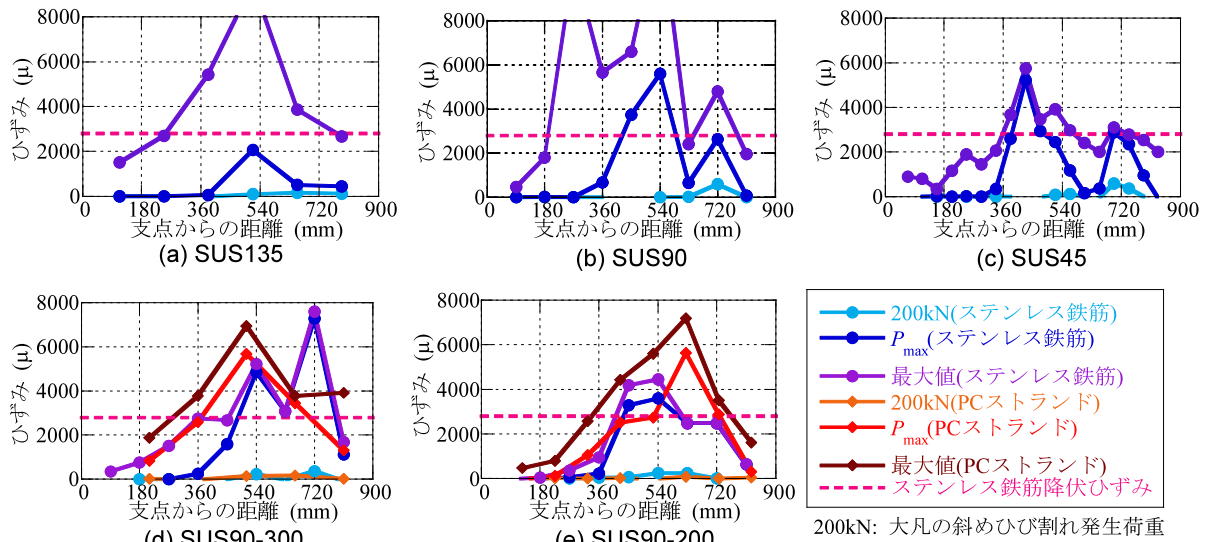 8000
6000
4000
2000
0
ひずみ (μ)
0 180 360 540 720 900
支点からの距離 (mm)
(a) SUS135
8000
6000
4000
2000
0
ひずみ (μ)
0 180 360 540 720 900
支点からの距離 (mm)
(b) SUS90
8000
6000
4000
2000
0
ひずみ (μ)
0 180 360 540 720 900
支点からの距離 (mm)
(c) SUS45
8000
6000
4000
2000
0
ひずみ (μ)
0 180 360 540 720 900
支点からの距離 (mm)
(d) SUS90-300
8000
6000
4000
2000
0
ひずみ (μ)
0 180 360 540 720 900
支点からの距離 (mm)
(e) SUS90-200
200kN(ステンレス鉄筋)
Pmax(ステンレス鉄筋)
最大値(ステンレス鉄筋)
200kN(PCストランド)
Pmax(PCストランド)
最大値(PCストランド)
ステンレス鉄筋降伏ひずみ
200kN: 大凡の斜めひび割れ発生荷重